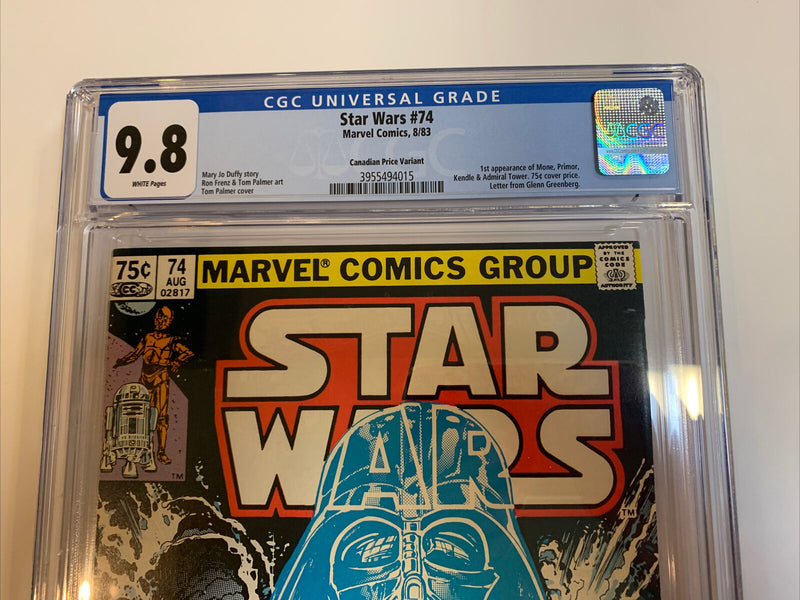 CGC UNIVERSAL GRADE
9.8
WHITE Pages
Star Wars #74
Marvel Comics, 8/83
Canadian Price Variant
3955494015
Mary Jo Duffy story
Ron Frenz & Tom Palmer art
Tom Palmer cover
1st appearance of Mone, Primor,
Kendle & Admiral Tower. 75¢ cover price.
Letter from Glenn Greenberg.
CGC
CGC
75¢
CC
74
AUG
02817
MARVEL® COMICS GROUP
APPROVED
BY THE
COMICS
CODE
AUTHORITY
STAR
WARS
TM
TM